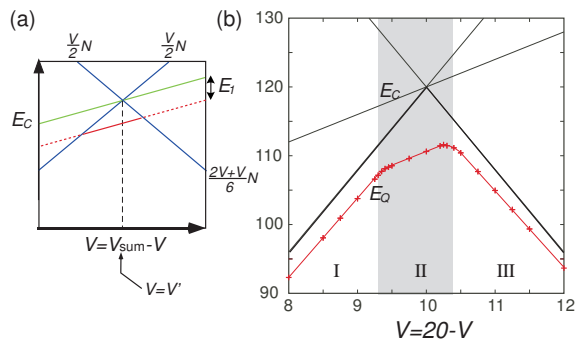 (a)
V/2 N
V/2 N
E_C
E_1
2V+V/6 N
V=V_sum-V
V=V'
(b)
130
120
110
100
90
E_C
E_Q
I
II
III
8
9
10
11
12
V=20-V